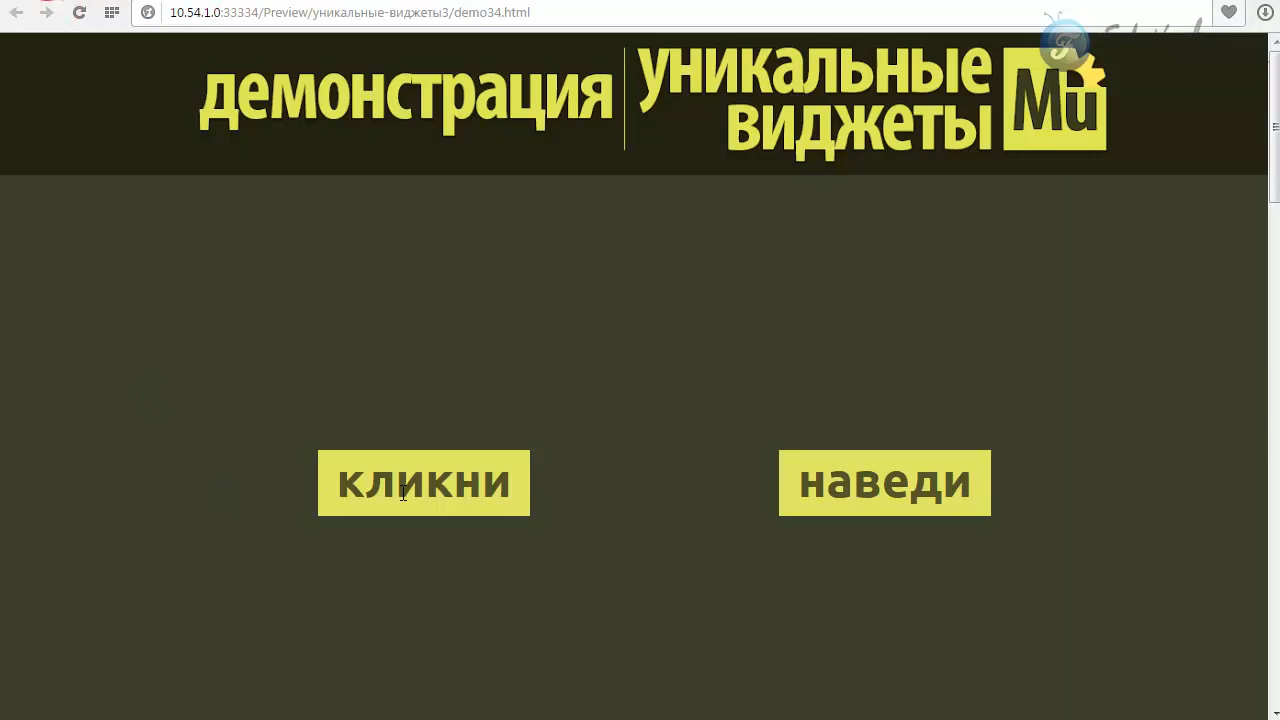 10.54.1.0:33334/Preview/уникальные-виджеты3/demo34.html
демонстрация
уникальные
виджеты
Mu
кликни
наведи